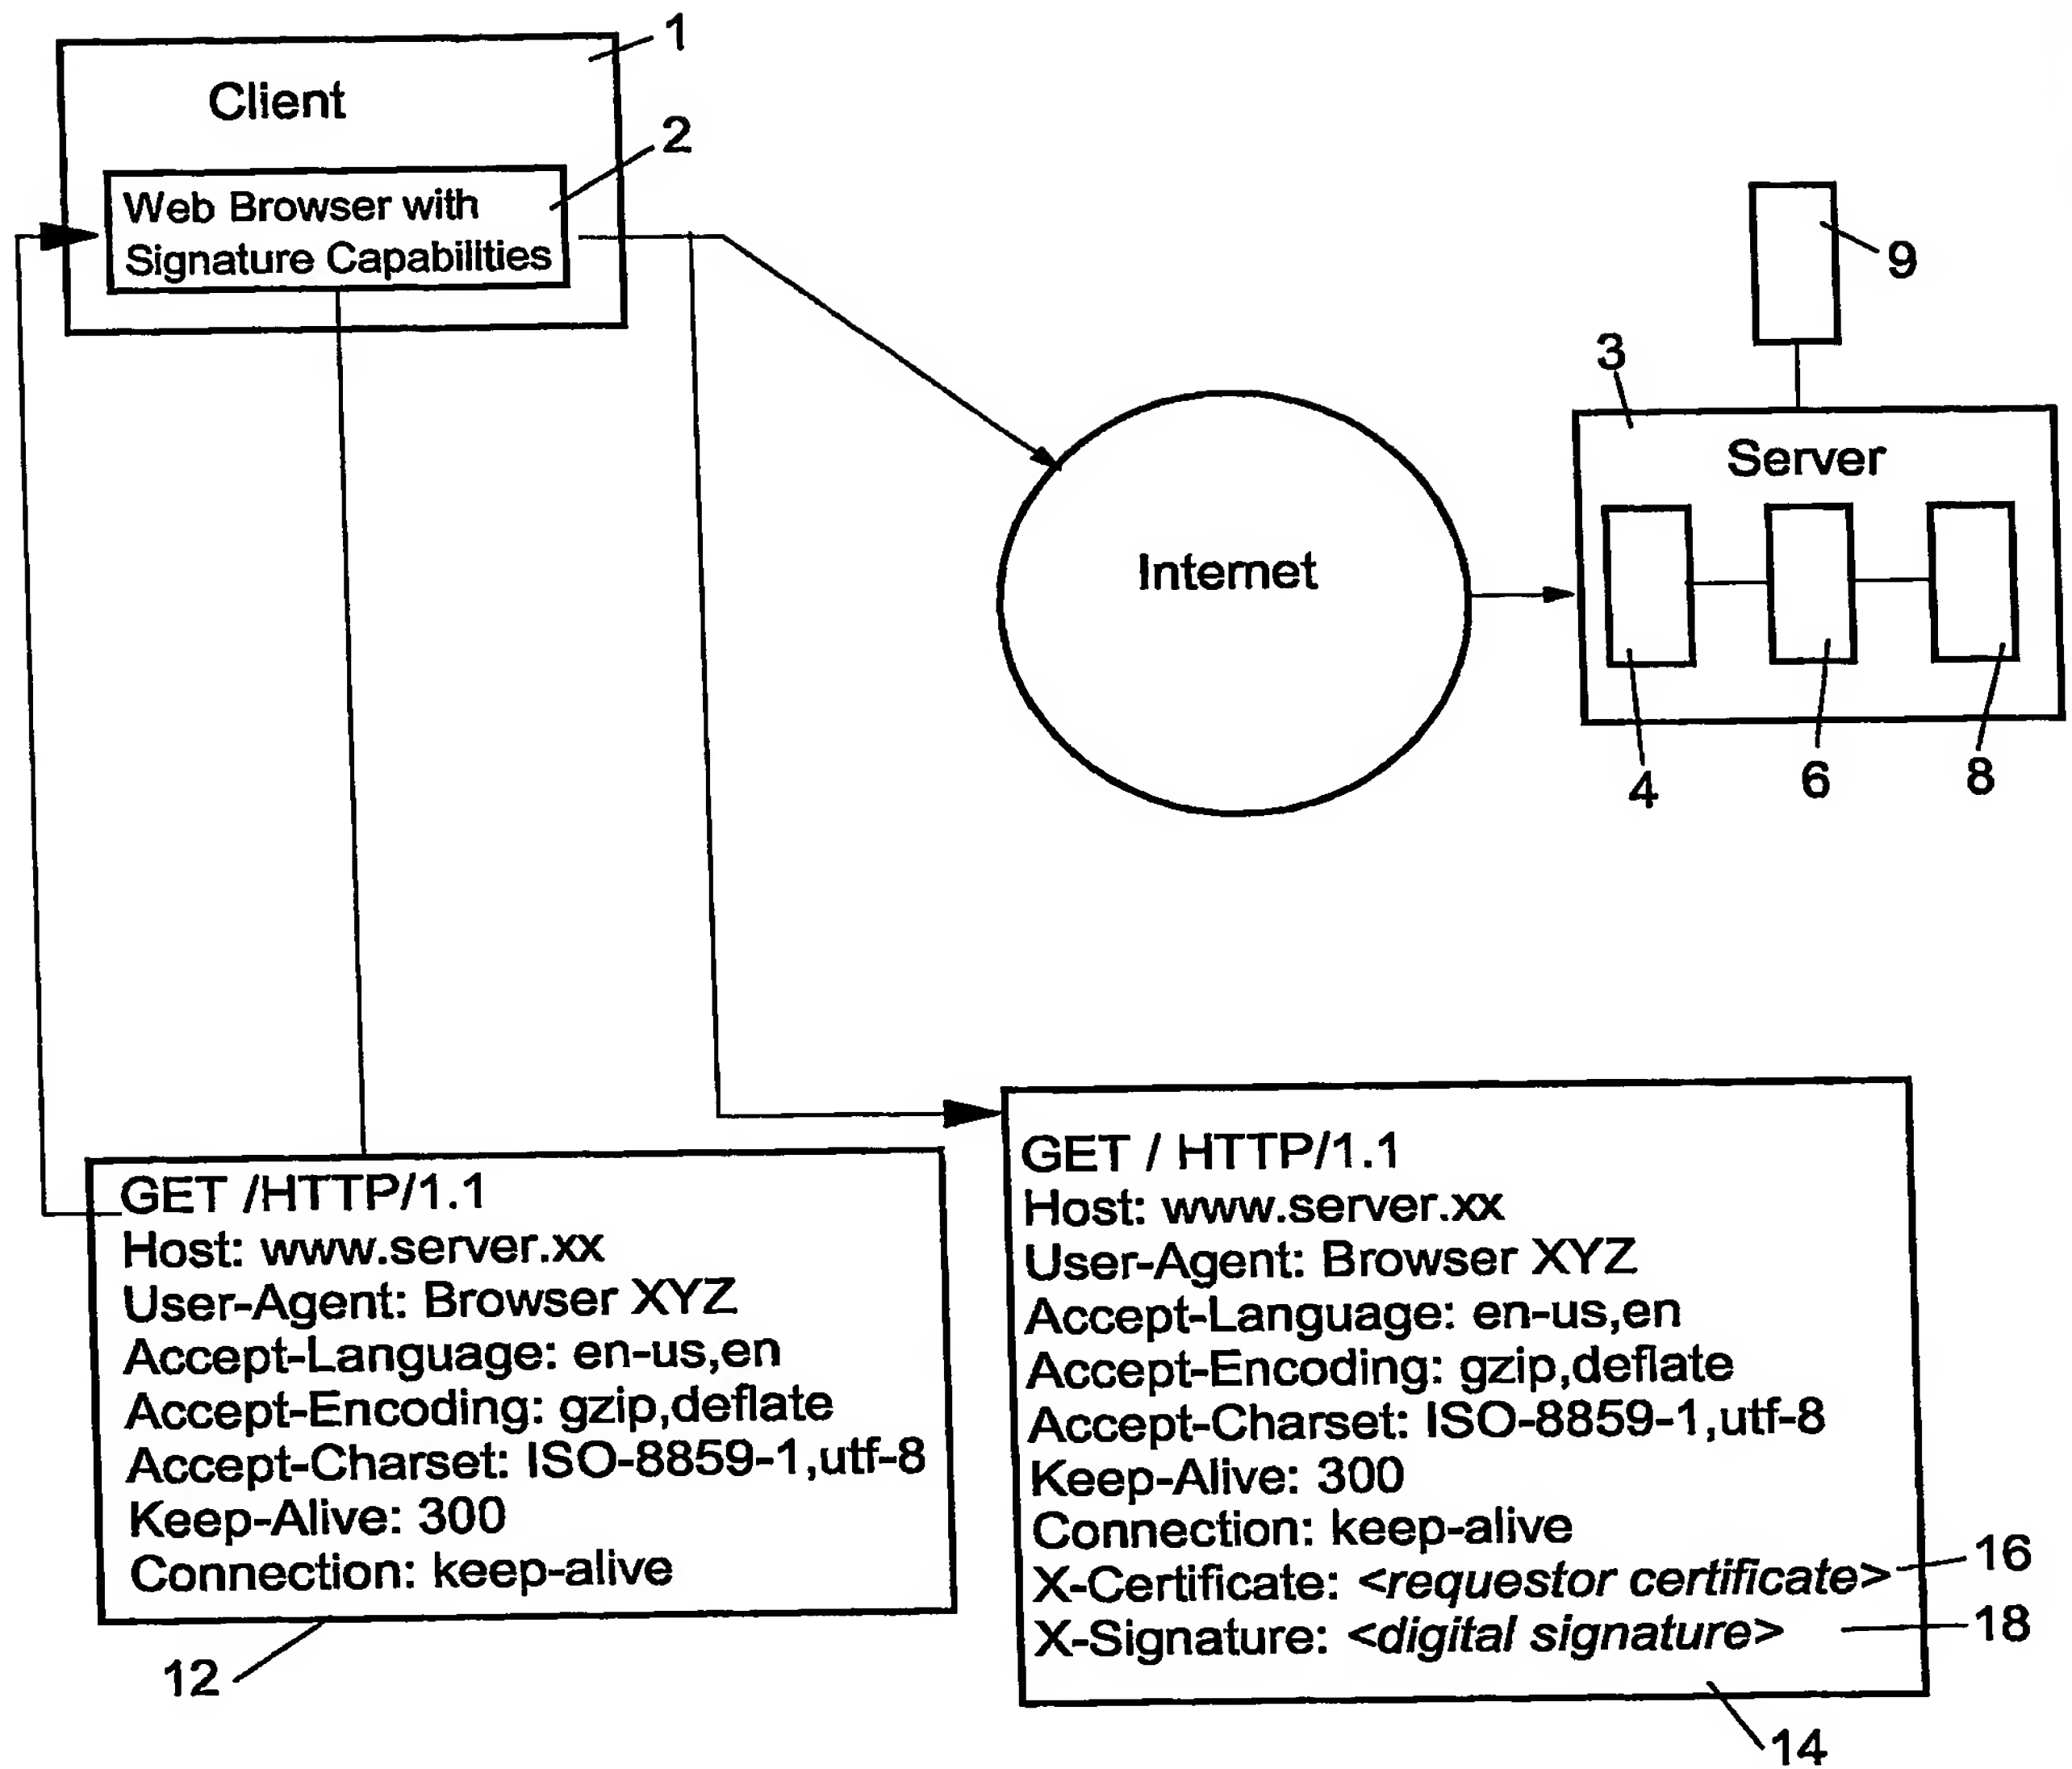 1
Client
2
Web Browser with
Signature Capabilities
9
3
Server
Internet
4
6
8
GET /HTTP/1.1
Host: www.server.xx
User-Agent: Browser XYZ
Accept-Language: en-us,en
Accept-Encoding: gzip,deflate
Accept-Charset: ISO-8859-1,utf-8
Keep-Alive: 300
Connection: keep-alive
12
GET / HTTP/1.1
Host: www.server.xx
User-Agent: Browser XYZ
Accept-Language: en-us,en
Accept-Encoding: gzip,deflate
Accept-Charset: ISO-8859-1,utf-8
Keep-Alive: 300
Connection: keep-alive
X-Certificate: <requestor certificate>
16
X-Signature: <digital signature>
18
14